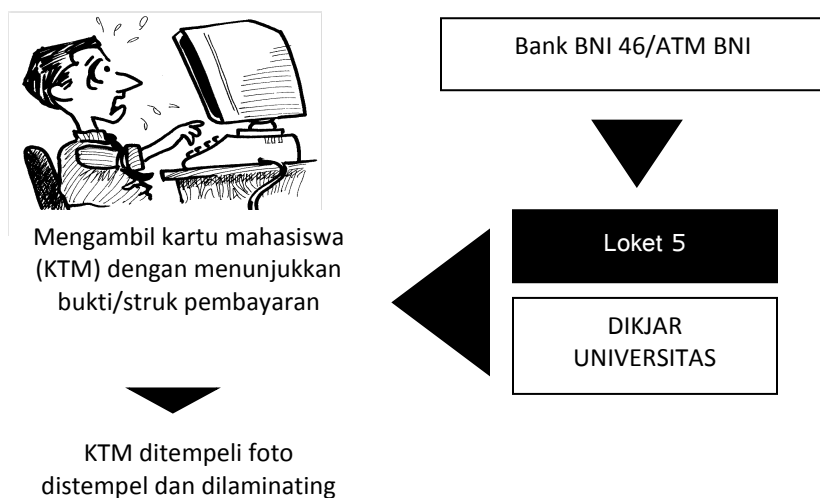 Bank BNI 46/ATM BNI
Loket 5
DIKJAR
UNIVERSITAS
Mengambil kartu mahasiswa
(KTM) dengan menunjukkan
bukti/struk pembayaran
KTM ditempeli foto
distempel dan dilaminating